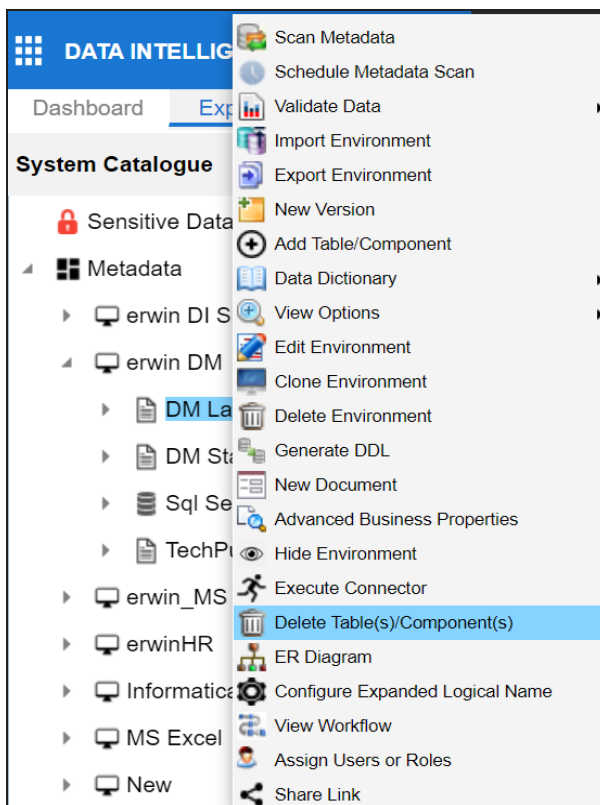 DATA INTELLIG
Dashboard
Exp
System Catalogue
Sensitive Data
Metadata
erwin DI S
erwin DM
DM La
DM Sta
Sql Se
TechPu
erwin_MS
erwinHR
Informatica
MS Excel
New
Scan Metadata
Schedule Metadata Scan
Validate Data
Import Environment
Export Environment
New Version
Add Table/Component
Data Dictionary
View Options
Edit Environment
Clone Environment
Delete Environment
Generate DDL
New Document
Advanced Business Properties
Hide Environment
Execute Connector
Delete Table(s)/Component(s)
ER Diagram
Configure Expanded Logical Name
View Workflow
Assign Users or Roles
Share Link